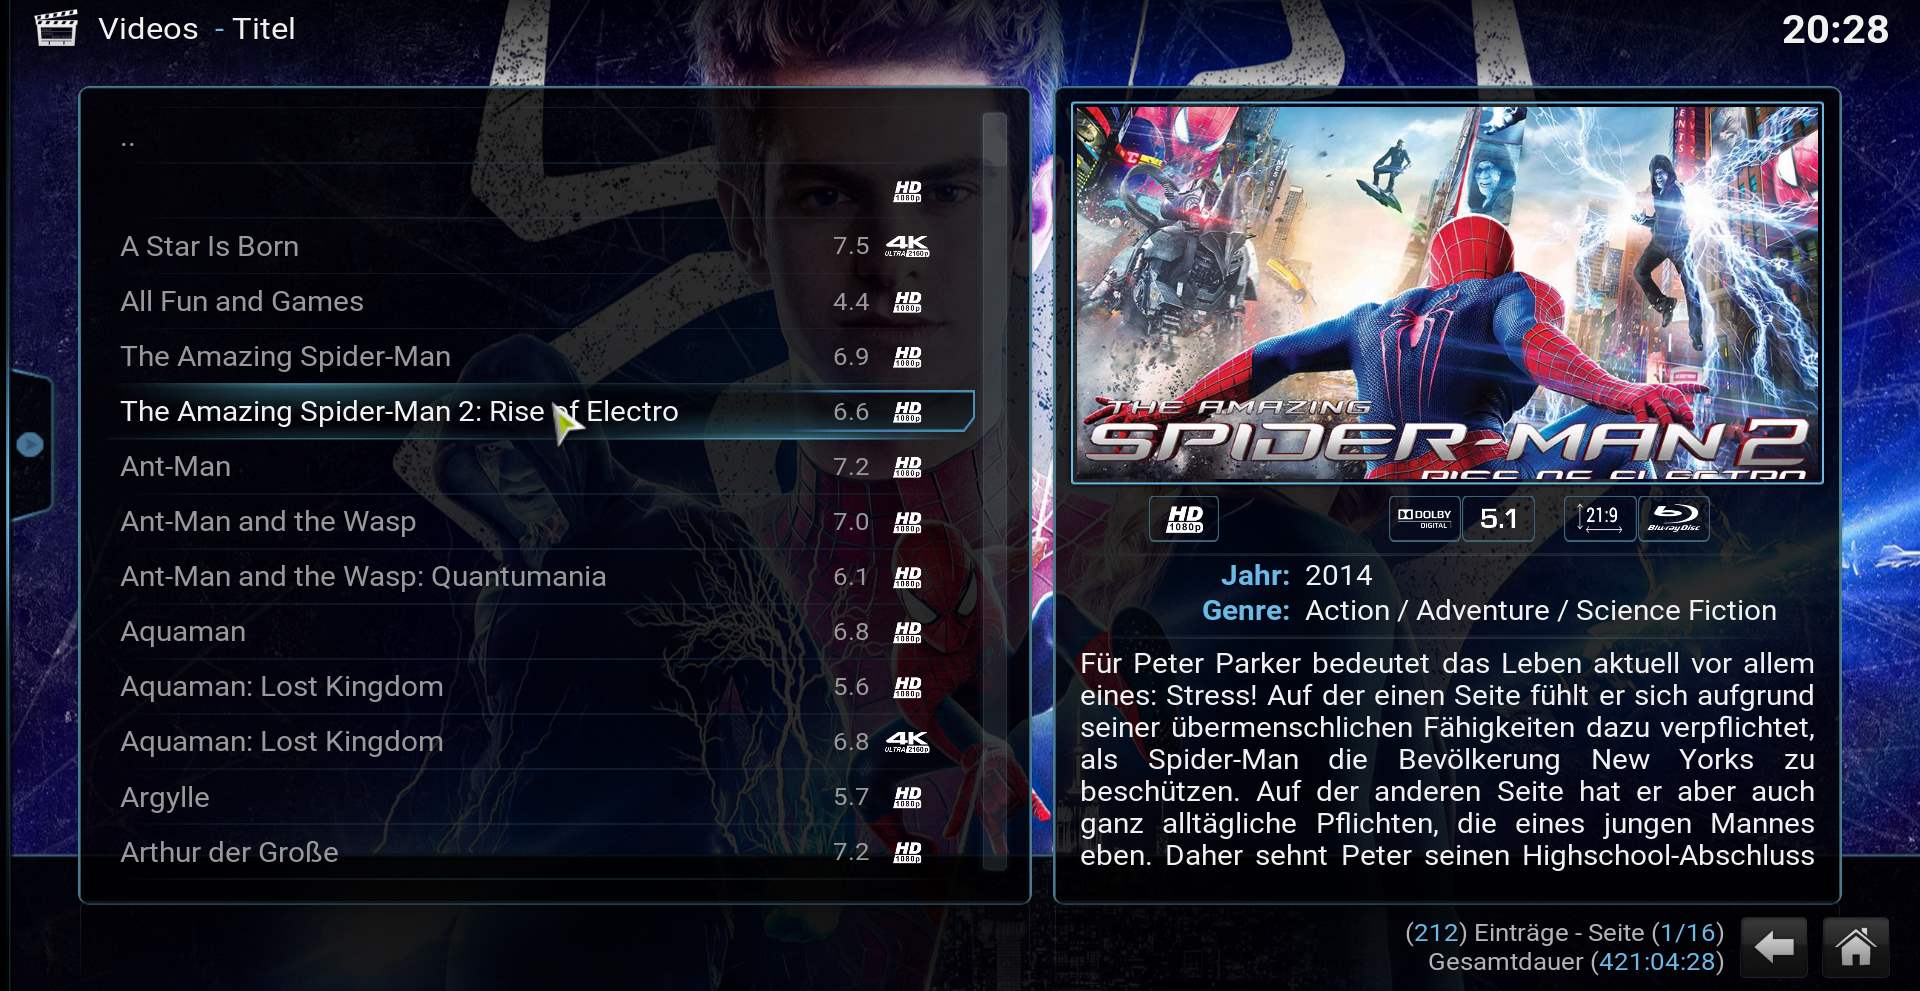 Videos - Titel
20:28
..
HD 1080p
A Star Is Born 7.5 4K ULTRA 2160p
All Fun and Games 4.4 HD 1080p
The Amazing Spider-Man 6.9 HD 1080p
The Amazing Spider-Man 2: Rise of Electro 6.6 HD 1080p
Ant-Man 7.2 HD 1080p
Ant-Man and the Wasp 7.0 HD 1080p
Ant-Man and the Wasp: Quantumania 6.1 HD 1080p
Aquaman 6.8 HD 1080p
Aquaman: Lost Kingdom 5.6 HD 1080p
Aquaman: Lost Kingdom 6.8 4K ULTRA 2160p
Argylle 5.7 HD 1080p
Arthur der Große 7.2 HD 1080p
THE AMAZING
SPIDER-MAN 2
RISE OF ELECTRO
HD 1080p DOLBY DIGITAL 5.1 21:9 Blu-ray Disc
Jahr: 2014
Genre: Action / Adventure / Science Fiction
Für Peter Parker bedeutet das Leben aktuell vor allem
eines: Stress! Auf der einen Seite fühlt er sich aufgrund
seiner übermenschlichen Fähigkeiten dazu verpflichtet,
als Spider-Man die Bevölkerung New Yorks zu
beschützen. Auf der anderen Seite hat er aber auch
ganz alltägliche Pflichten, die eines jungen Mannes
eben. Daher sehnt Peter seinen Highschool-Abschluss
(212) Einträge - Seite (1/16)
Gesamtdauer (421:04:28)